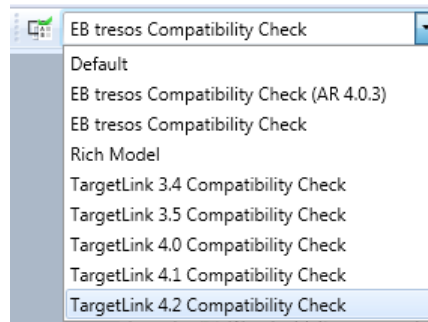 EB tresos Compatibility Check
Default
EB tresos Compatibility Check (AR 4.0.3)
EB tresos Compatibility Check
Rich Model
TargetLink 3.4 Compatibility Check
TargetLink 3.5 Compatibility Check
TargetLink 4.0 Compatibility Check
TargetLink 4.1 Compatibility Check
TargetLink 4.2 Compatibility Check